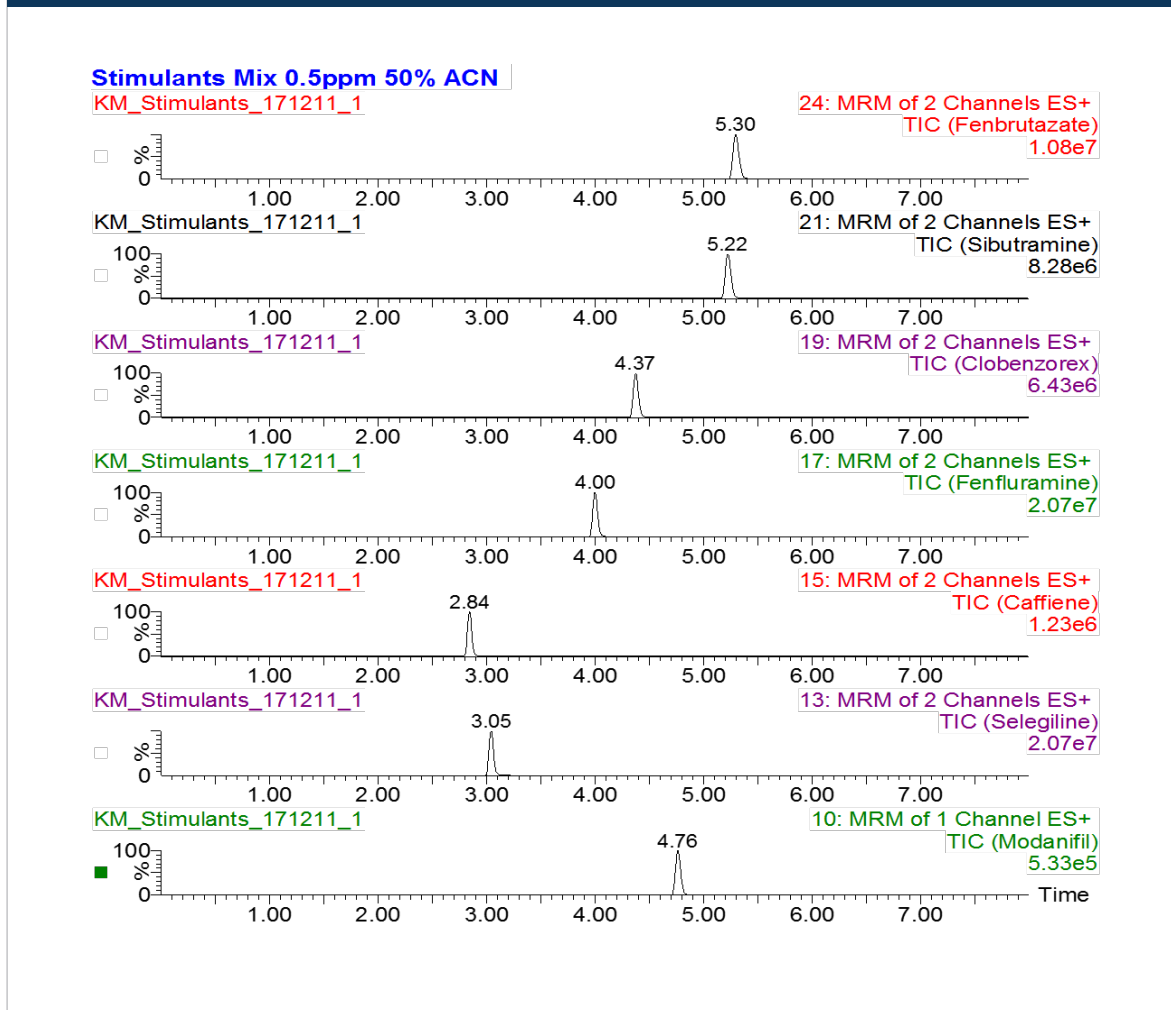 Stimulants Mix 0.5ppm 50% ACN
KM_Stimulants_171211_1
24: MRM of 2 Channels ES+
TIC (Fenbrutazate)
1.08e7
5.30
%
0
1.00 2.00 3.00 4.00 5.00 6.00 7.00
KM_Stimulants_171211_1
21: MRM of 2 Channels ES+
TIC (Sibutramine)
8.28e6
5.22
100
%
0
1.00 2.00 3.00 4.00 5.00 6.00 7.00
KM_Stimulants_171211_1
19: MRM of 2 Channels ES+
TIC (Clobenzorex)
6.43e6
4.37
100
%
0
1.00 2.00 3.00 4.00 5.00 6.00 7.00
KM_Stimulants_171211_1
17: MRM of 2 Channels ES+
TIC (Fenfluramine)
2.07e7
4.00
100
%
0
1.00 2.00 3.00 4.00 5.00 6.00 7.00
KM_Stimulants_171211_1
15: MRM of 2 Channels ES+
TIC (Caffiene)
1.23e6
2.84
100
%
0
1.00 2.00 3.00 4.00 5.00 6.00 7.00
KM_Stimulants_171211_1
13: MRM of 2 Channels ES+
TIC (Selegiline)
2.07e7
3.05
%
0
1.00 2.00 3.00 4.00 5.00 6.00 7.00
KM_Stimulants_171211_1
10: MRM of 1 Channel ES+
TIC (Modanifil)
5.33e5
4.76
100
%
0
Time
1.00 2.00 3.00 4.00 5.00 6.00 7.00